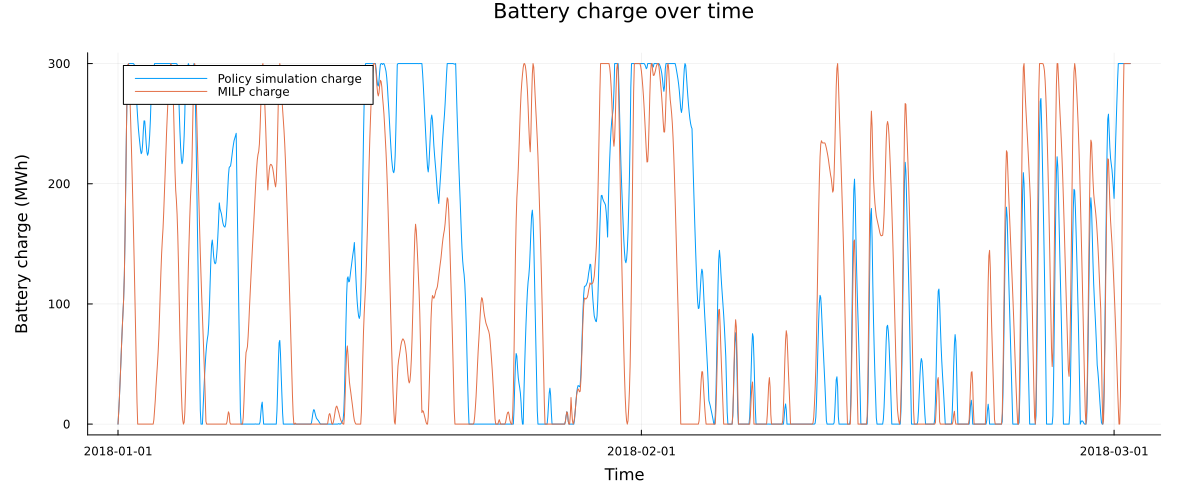 Battery charge over time
Battery charge (MWh)
300
200
100
0
Policy simulation charge
MILP charge
2018-01-01
2018-02-01
2018-03-01
Time